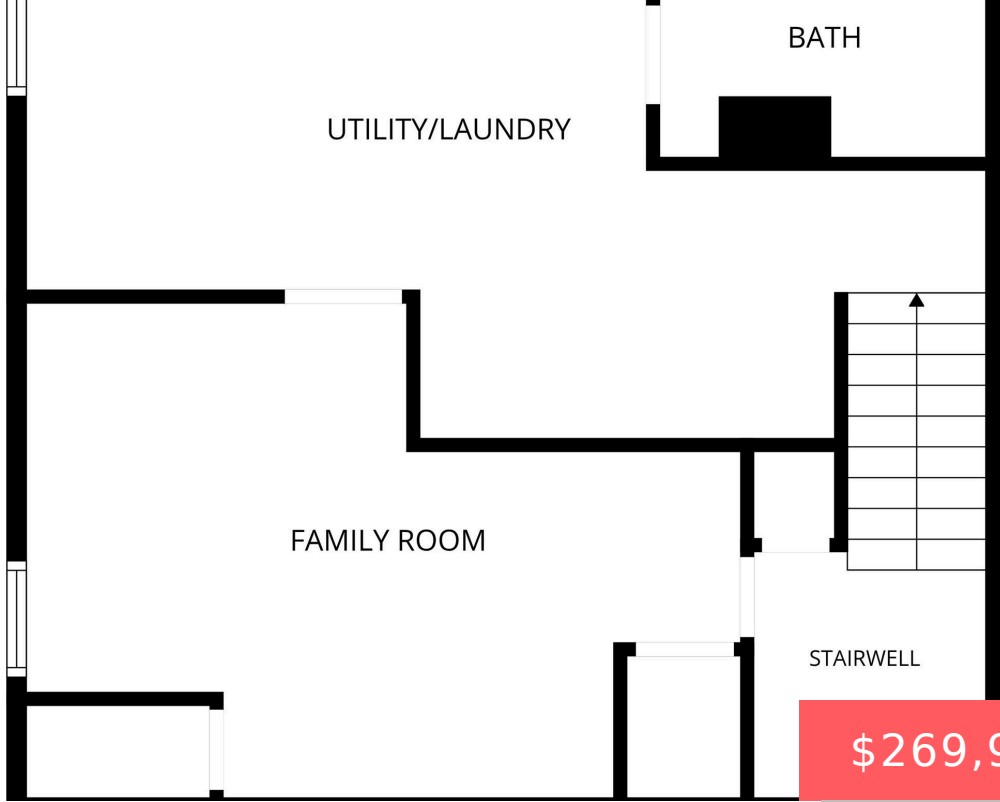 BATH
UTILITY/LAUNDRY
FAMILY ROOM
STAIRWELL
$269,9